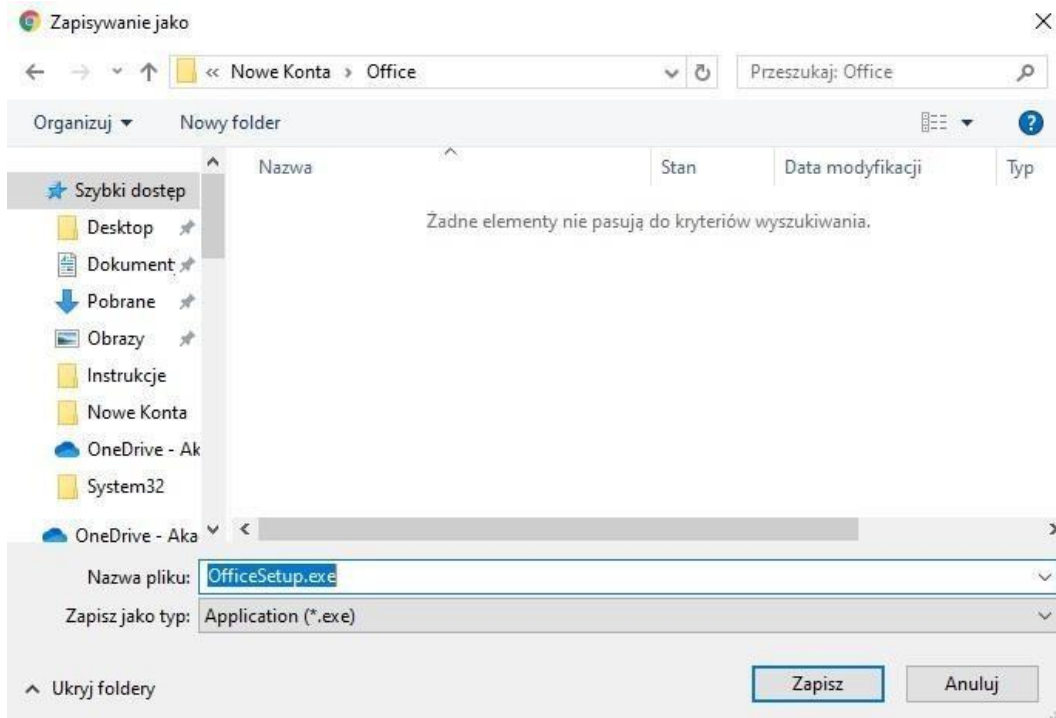 Zapisywanie jako
« Nowe Konta › Office
Przeszukaj: Office
Organizuj
Nowy folder
Nazwa
Stan
Data modyfikacji
Typ
Żadne elementy nie pasują do kryteriów wyszukiwania.
Szybki dostęp
Desktop
Dokument
Pobrane
Obrazy
Instrukcje
Nowe Konta
OneDrive - Ak
System32
OneDrive - Aka
Nazwa pliku: OfficeSetup.exe
Zapisz jako typ: Application (*.exe)
Ukryj foldery
Zapisz
Anuluj